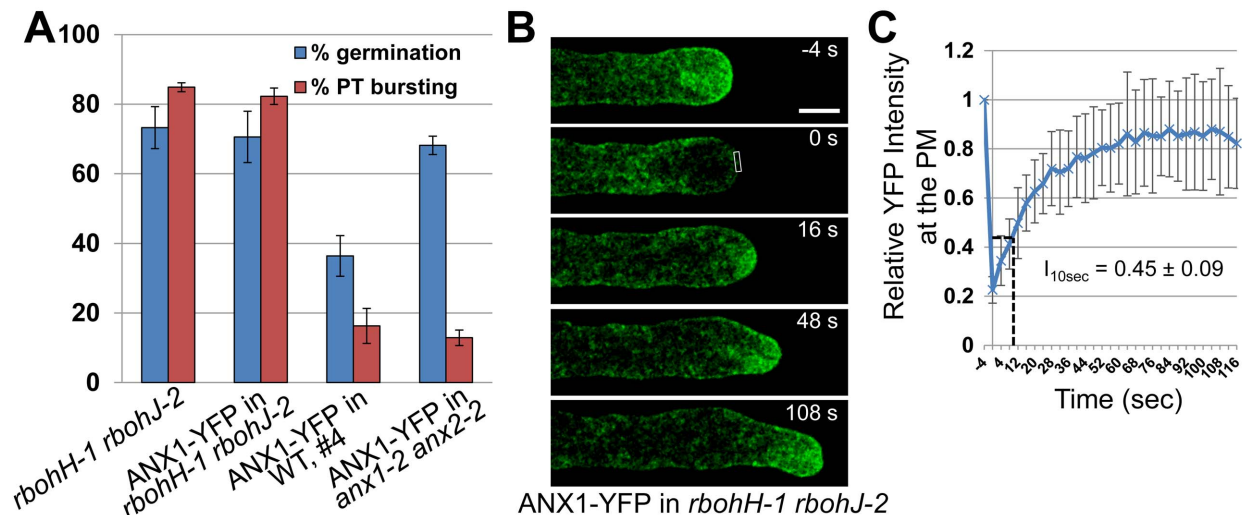 A
100
80
60
40
20
0
% germination
% PT bursting
rbohH-1 rbohJ-2
ANX1-YFP in
rbohH-1 rbohJ-2
ANX1-YFP in
WT, #4
ANX1-YFP in
anx1-2 anx2-2
B
-4 s
0 s
16 s
48 s
108 s
ANX1-YFP in rbohH-1 rbohJ-2
C
Relative YFP Intensity
at the PM
1.2
1
0.8
0.6
0.4
0.2
0
I10sec = 0.45 ± 0.09
-4 4 12 20 28 36 44 52 60 68 76 84 92 100 108 116
Time (sec)